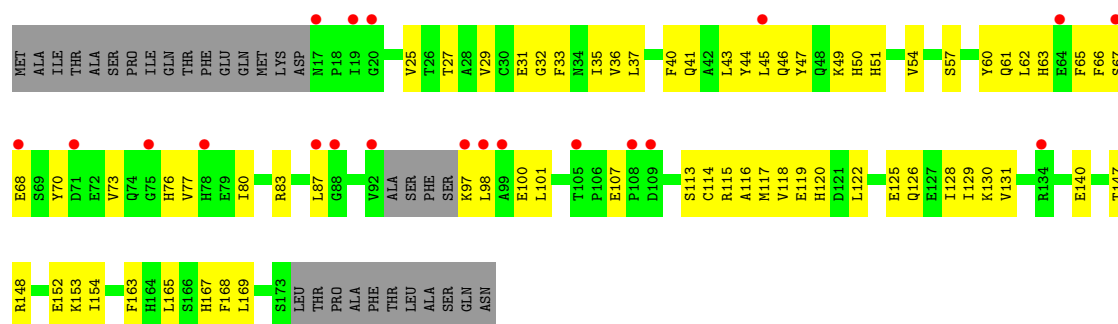 MET ALA ILE THR ALA SER PRO ILE GLN THR PHE GLU GLN MET LYS ASP N17 P18 I19 G20 V25 T26 T27 A28 V29 C30 E31 G32 F33 N34 I35 V36 L37 F40 Q41 A42 L43 Y44 L45 Q46 Y47 Q48 K49 H50 H51 V54 S57 Y60 Q61 L62 H63 E64 F65 F66 S67
E68 S69 Y70 D71 E72 V73 Q74 G75 H76 V77 H78 E79 I80 R83 L87 G88 V92 ALA SER PHE SER K97 L98 A99 E100 L101 T105 P106 E107 P108 D109 S113 C114 R115 A116 M117 V118 E119 H120 D121 L122 E125 Q126 E127 I128 I129 K130 V131 R134 E140 T147
R148 E152 K153 I154 F163 H164 L165 S166 H167 F168 L169 S173 LEU THR PRO ALA PHE THR LEU ALA SER GLN ASN